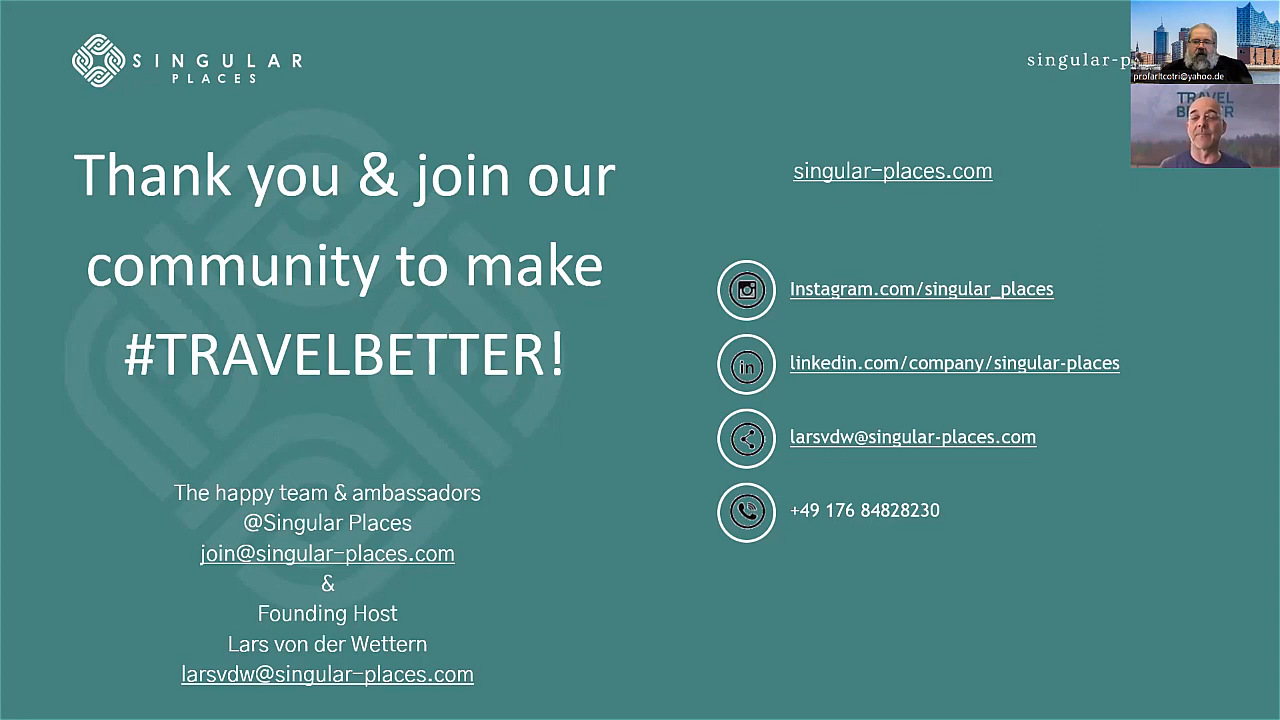 SINGULAR
PLACES
singular-p
profarltcotri@yahoo.de
TRAVEL
Thank you & join our
community to make
#TRAVELBETTER!
singular-places.com
Instagram.com/singular_places
in
linkedin.com/company/singular-places
larsvdw@singular-places.com
+49 176 84828230
The happy team & ambassadors
@Singular Places
join@singular-places.com
&
Founding Host
Lars von der Wettern
larsvdw@singular-places.com